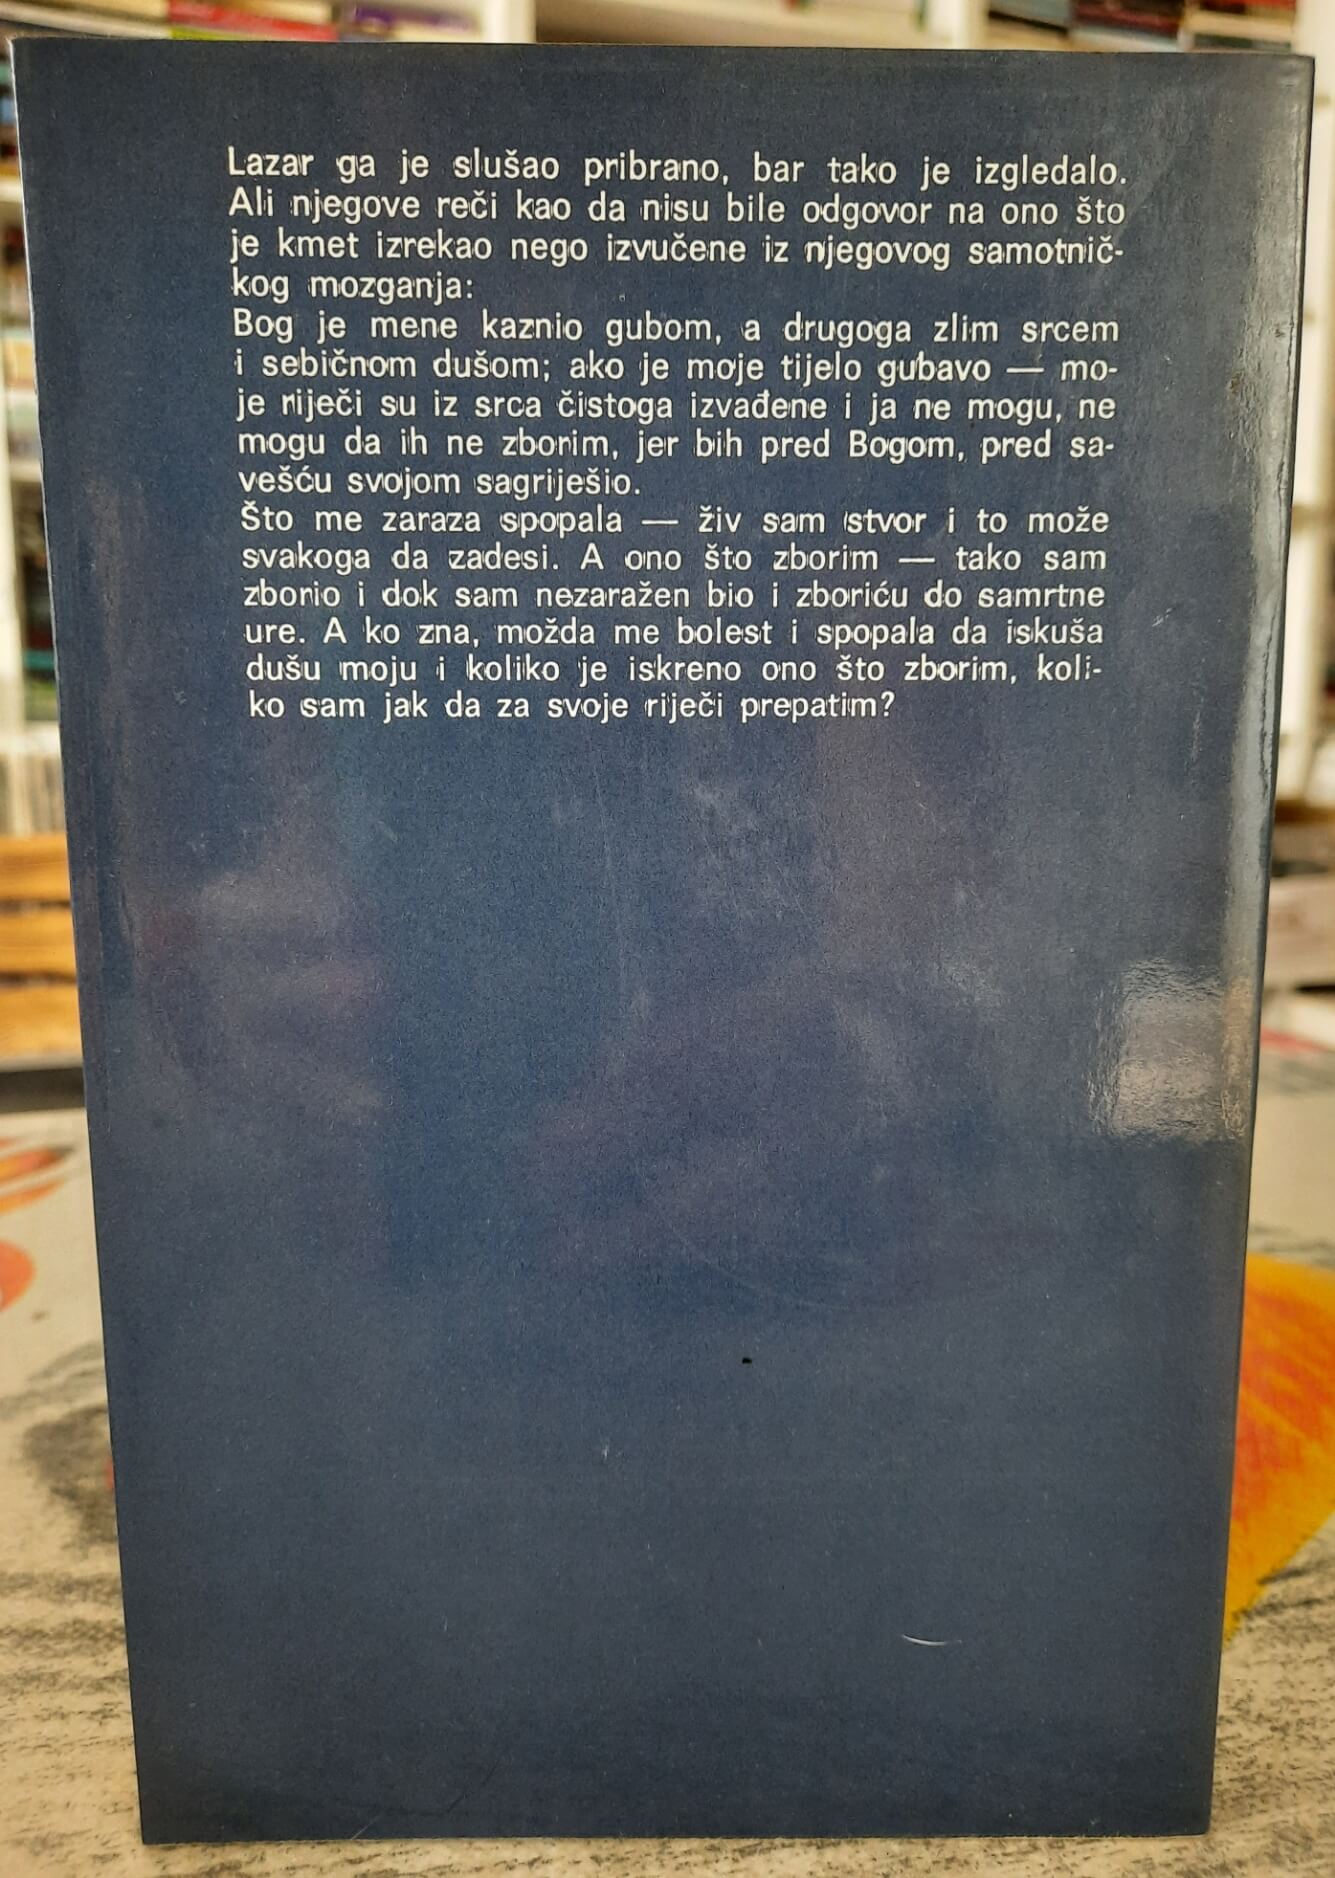 Lazar ga je slušao pribrano, bar tako je izgledalo.
Ali njegove reči kao da nisu bile odgovor na ono što
je kmet izrekao nego izvučene iz njegovog samotnič-
kog mozganja:
Bog je mene kaznio gubom, a drugoga zlim srcem
i sebičnom dušom; ako je moje tijelo gubavo — mo-
je riječi su iz srca čistoga izvađene i ja ne mogu, ne
mogu da ih ne zborim, jer bih pred Bogom, pred sa-
vešću svojom sagriješio.
Što me zaraza spopala — živ sam stvor i to može
svakoga da zadesi. A ono što zborim — tako sam
zborio i dok sam nezaražen bio i zboriću do samrtne
ure. A ko zna, možda me bolest i spopala da iskuša
dušu moju i koliko je iskreno ono što zborim, koli-
ko sam jak da za svoje riječi prepatim?